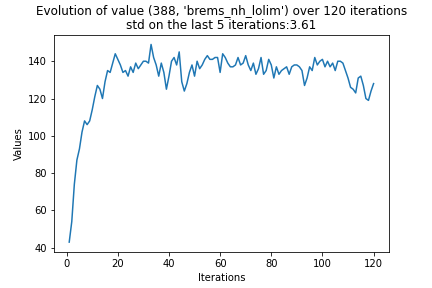 Evolution of value (388, 'brems_nh_lolim') over 120 iterations
std on the last 5 iterations:3.61
Values
140
120
100
80
60
40
0 20 40 60 80 100 120
Iterations